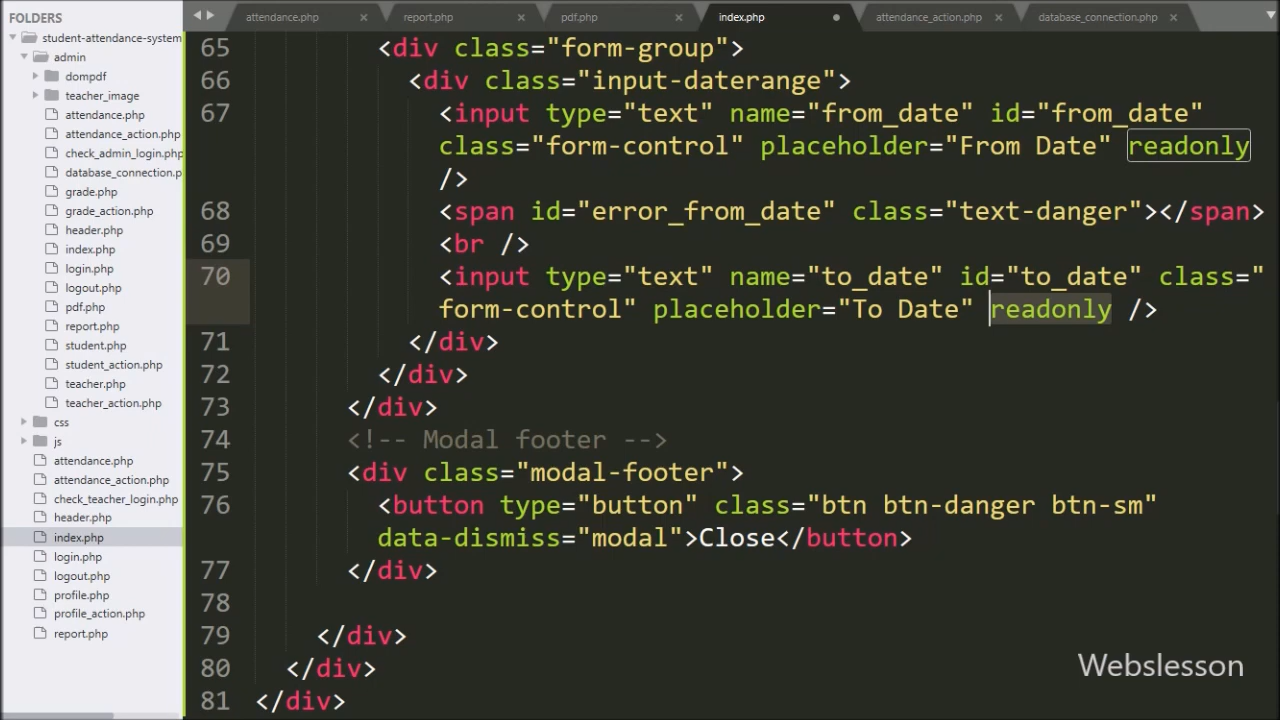 FOLDERS
student-attendance-system
admin
dompdf
teacher_image
attendance.php
attendance_action.php
check_admin_login.php
database_connection.p
grade.php
grade_action.php
header.php
index.php
login.php
logout.php
pdf.php
report.php
student.php
student_action.php
teacher.php
teacher_action.php
css
js
attendance.php
attendance_action.php
check_teacher_login.php
header.php
index.php
login.php
logout.php
profile.php
profile_action.php
report.php
attendance.php × report.php × pdf.php × index.php attendance_action.php × database_connection.php ×
65 <div class="form-group">
66 <div class="input-daterange">
67 <input type="text" name="from_date" id="from_date"
class="form-control" placeholder="From Date" readonly
/>
68 <span id="error_from_date" class="text-danger"></span>
69 <br />
70 <input type="text" name="to_date" id="to_date" class="
form-control" placeholder="To Date" readonly />
71 </div>
72 </div>
73 </div>
74 <!-- Modal footer -->
75 <div class="modal-footer">
76 <button type="button" class="btn btn-danger btn-sm"
data-dismiss="modal">Close</button>
77 </div>
78
79 </div>
80 </div>
81 </div>
Webslesson